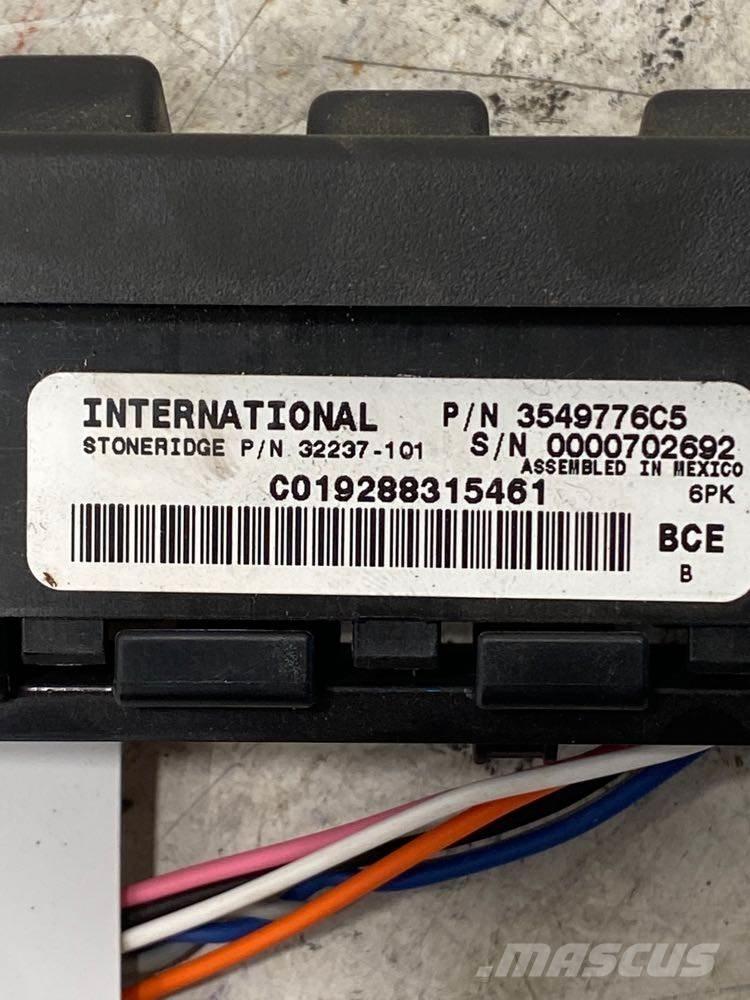 INTERNATIONAL P/N 3549776C5
STONERIDGE P/N 32237-101 S/N 0000702692
ASSEMBLED IN MEXICO
C019288315461 6PK
BCE
B
MASCUS